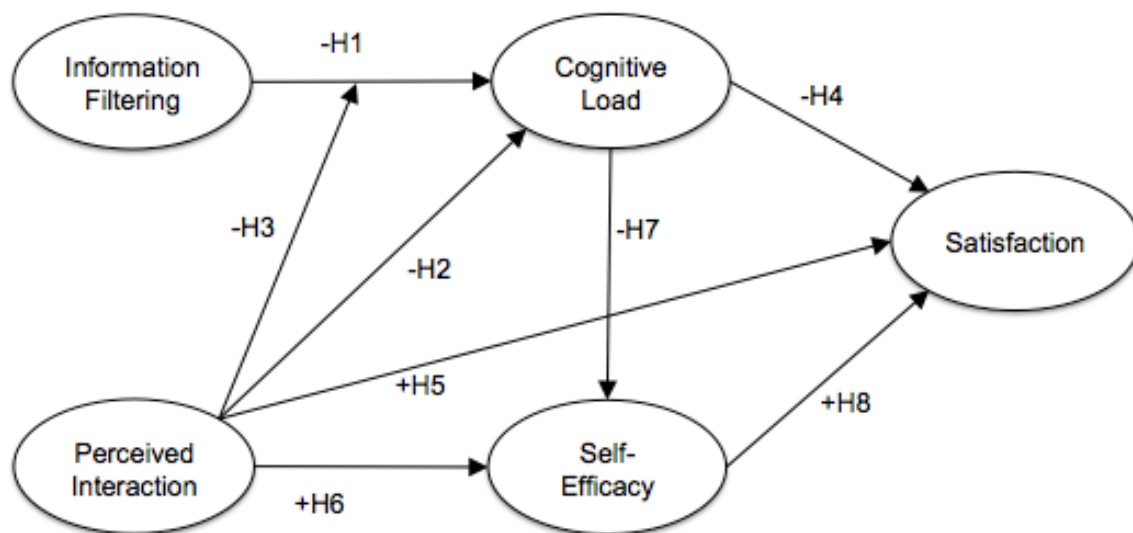 -H1
Information
Filtering
Cognitive
Load
-H4
-H3
-H2
-H7
Satisfaction
+H5
+H8
Perceived
Interaction
Self-
Efficacy
+H6